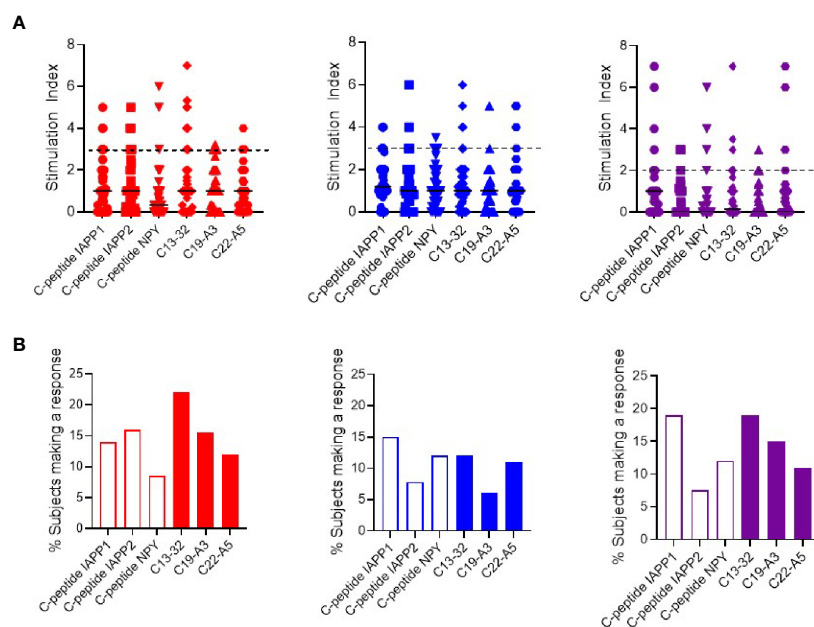 A
Stimulation Index
8
6
4
2
0
C-peptide IAPP1
C-peptide IAPP2
C-peptide NPY
C13-32
C19-A3
C22-A5
Stimulation Index
8
6
4
2
0
C-peptide IAPP1
C-peptide IAPP2
C-peptide NPY
C13-32
C19-A3
C22-A5
Stimulation Index
8
6
4
2
0
C-peptide IAPP1
C-peptide IAPP2
C-peptide NPY
C13-32
C19-A3
C22-A5
B
% Subjects making a response
25
20
15
10
5
0
C-peptide IAPP1
C-peptide IAPP2
C-peptide NPY
C13-32
C19-A3
C22-A5
% Subjects making a response
25
20
15
10
5
0
C-peptide IAPP1
C-peptide IAPP2
C-peptide NPY
C13-32
C19-A3
C22-A5
% Subjects making a response
25
20
15
10
5
0
C-peptide IAPP1
C-peptide IAPP2
C-peptide NPY
C13-32
C19-A3
C22-A5